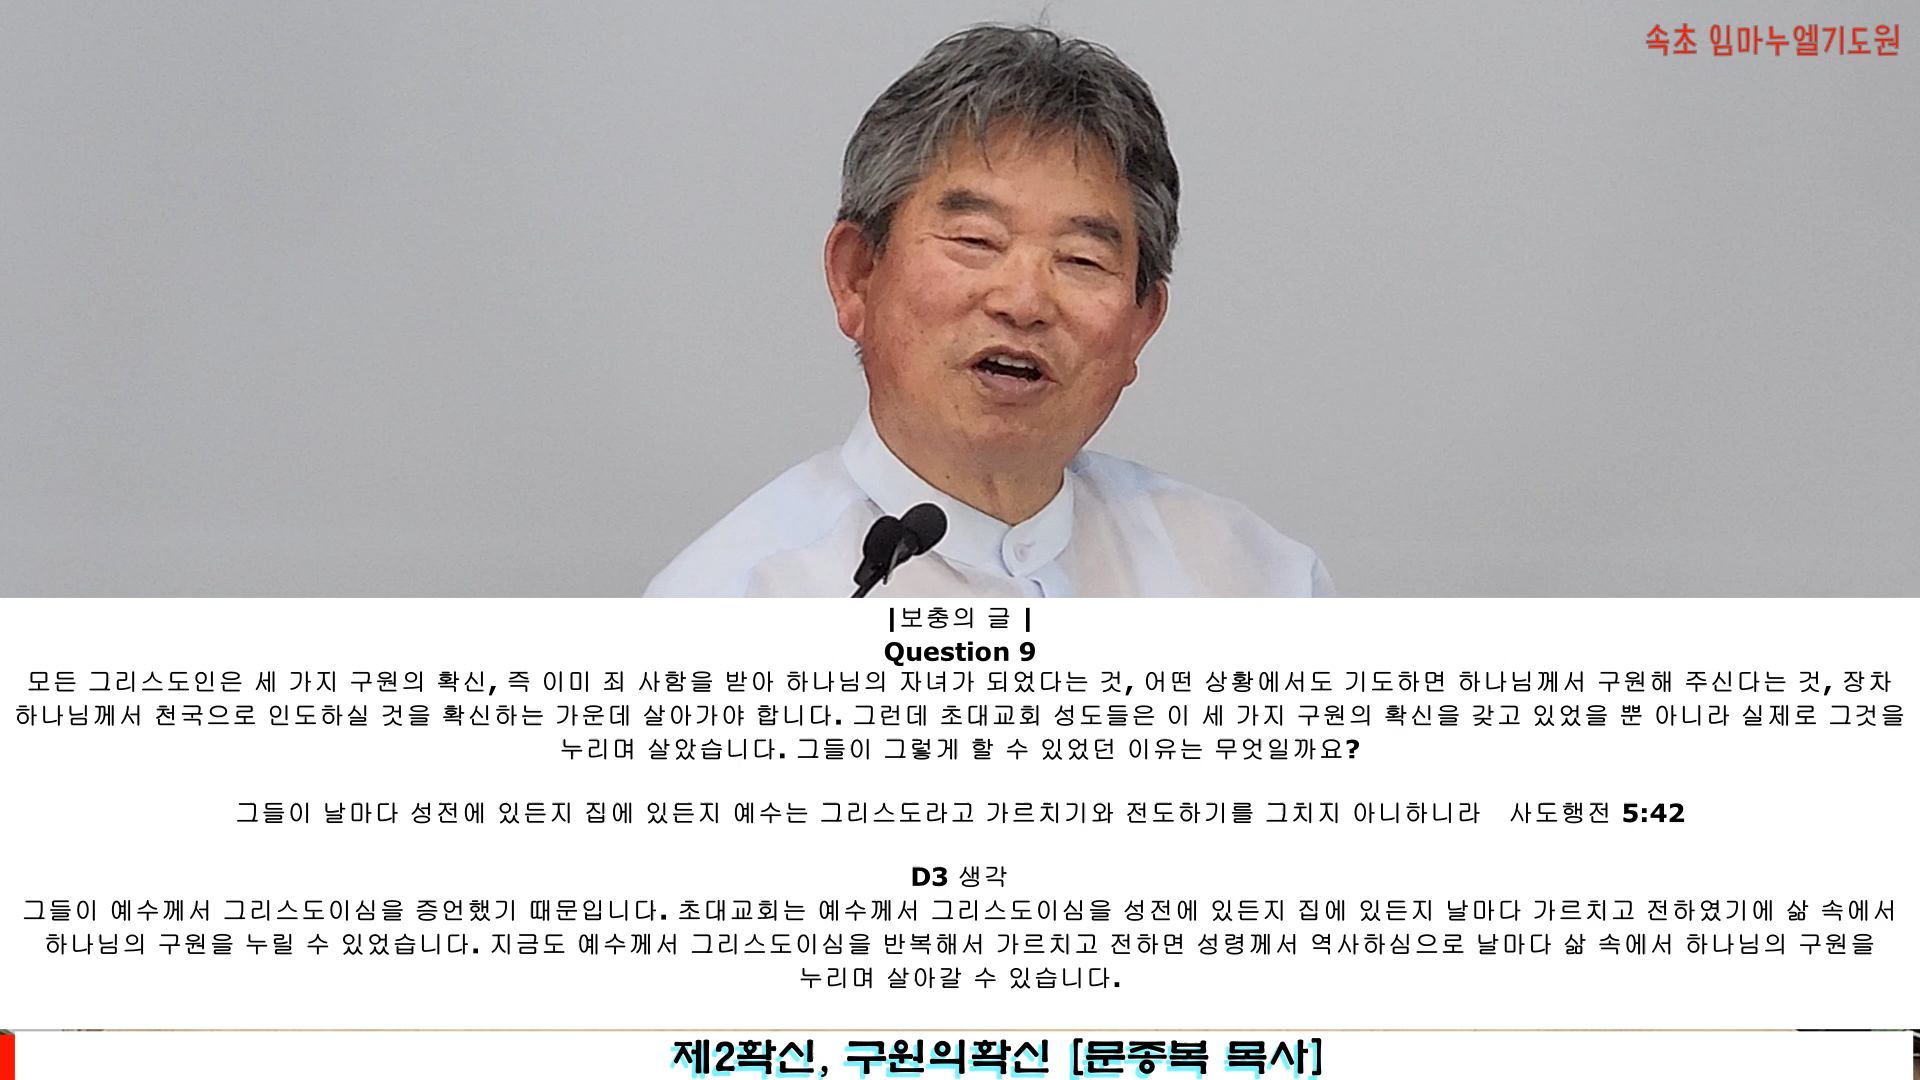 속초 임마누엘기도원
|보충의 글 |
Question 9
모든 그리스도인은 세 가지 구원의 확신, 즉 이미 죄 사함을 받아 하나님의 자녀가 되었다는 것, 어떤 상황에서도 기도하면 하나님께서 구원해 주신다는 것, 장차
하나님께서 천국으로 인도하실 것을 확신하는 가운데 살아가야 합니다. 그런데 초대교회 성도들은 이 세 가지 구원의 확신을 갖고 있었을 뿐 아니라 실제로 그것을
누리며 살았습니다. 그들이 그렇게 할 수 있었던 이유는 무엇일까요?
그들이 날마다 성전에 있든지 집에 있든지 예수는 그리스도라고 가르치기와 전도하기를 그치지 아니하니라 사도행전 5:42
D3 생각
그들이 예수께서 그리스도이심을 증언했기 때문입니다. 초대교회는 예수께서 그리스도이심을 성전에 있든지 집에 있든지 날마다 가르치고 전하였기에 삶 속에서
하나님의 구원을 누릴 수 있었습니다. 지금도 예수께서 그리스도이심을 반복해서 가르치고 전하면 성령께서 역사하심으로 날마다 삶 속에서 하나님의 구원을
누리며 살아갈 수 있습니다.
제2확신, 구원의확신 [문종복 목사]